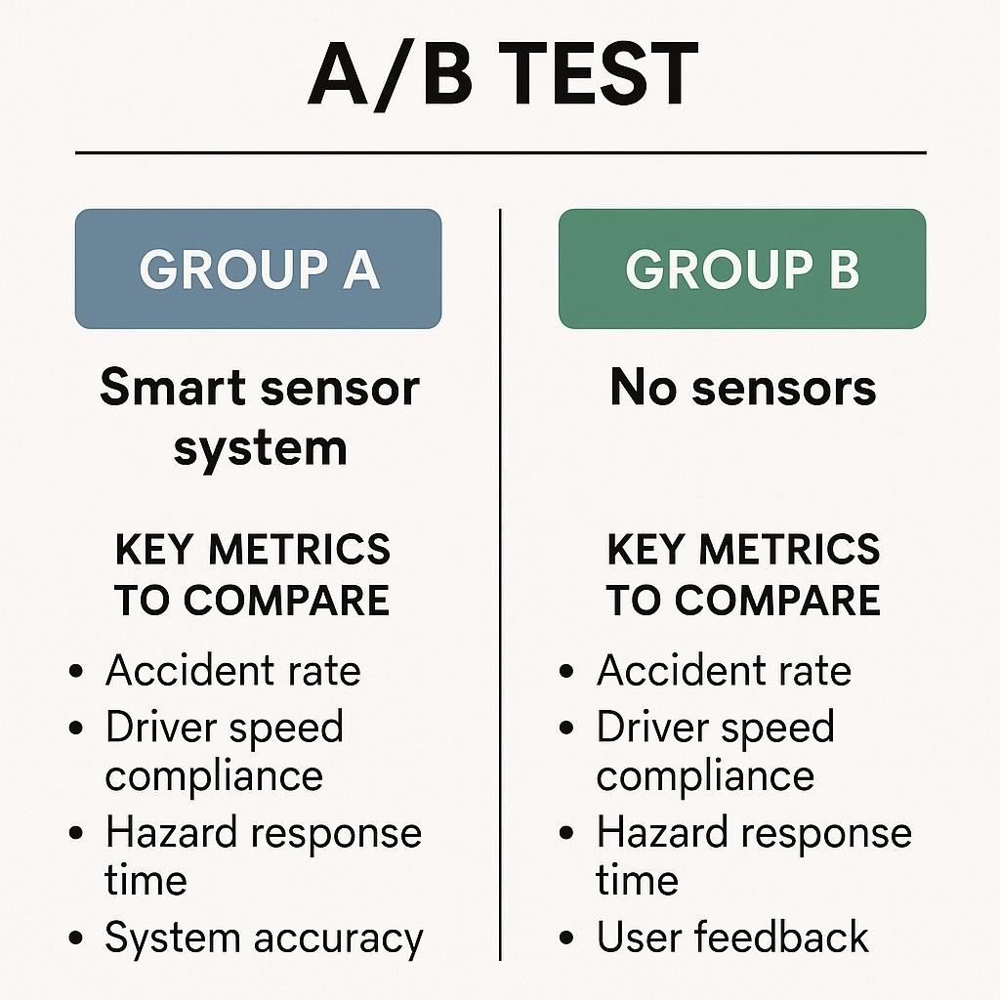 A/B TEST
GROUP A
Smart sensor
system
KEY METRICS
TO COMPARE
• Accident rate
• Driver speed
compliance
• Hazard response
time
• System accuracy
GROUP B
No sensors
KEY METRICS
TO COMPARE
• Accident rate
• Driver speed
compliance
• Hazard response
time
• User feedback